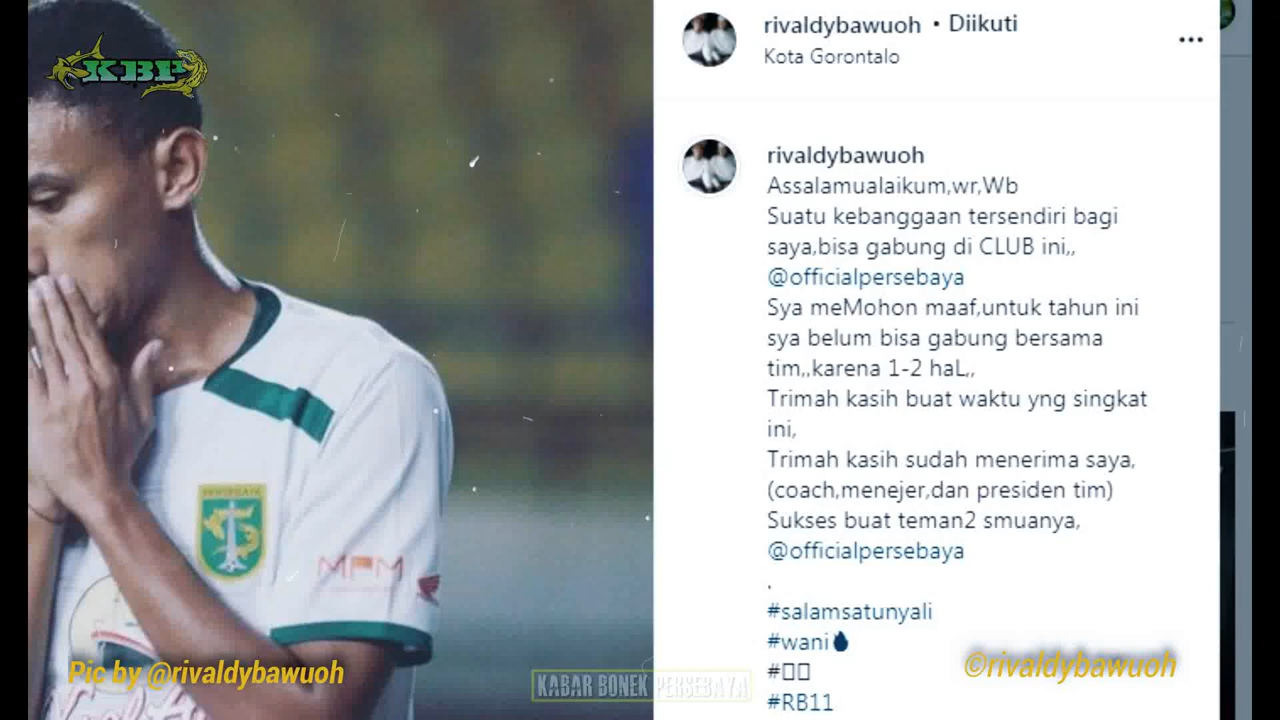 KBP
rivaldybawuoh • Diikuti
Kota Gorontalo
rivaldybawuoh
Assalamualaikum,wr,Wb
Suatu kebanggaan tersendiri bagi
saya,bisa gabung di CLUB ini,,
@officialpersebaya
Sya meMohon maaf,untuk tahun ini
sya belum bisa gabung bersama
tim,,karena 1-2 haL,,
Trimah kasih buat waktu yng singkat
ini,
Trimah kasih sudah menerima saya,
(coach,menejer,dan presiden tim)
Sukses buat teman2 smuanya,
@officialpersebaya
.
#salamsatunyali
#wani
#
#RB11
PERSEBAYA
MPM
Pic by @rivaldybawuoh
KABAR BONEK PERSEBAYA
©rivaldybawuoh